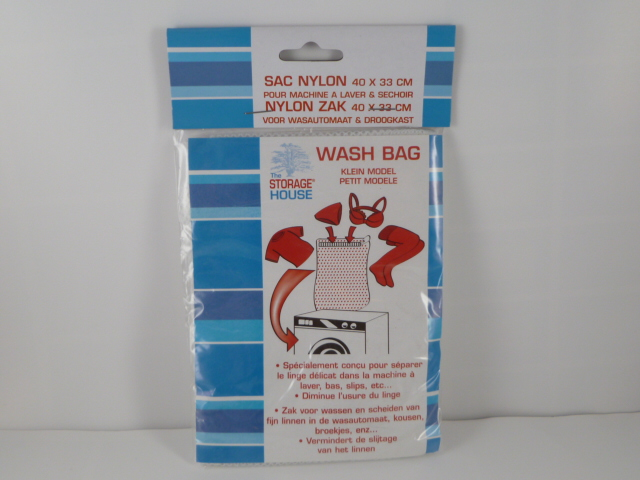 SAC NYLON 40 X 33 CM
POUR MACHINE A LAVER & SECHOIR
NYLON ZAK 40 X 33 CM
VOOR WASAUTOMAAT & DROOGKAST
The
STORAGE®
HOUSE
WASH BAG
KLEIN MODEL
PETIT MODELE
• Spécialement conçu pour séparer
le linge délicat dans la machine à
laver, bas, slips, etc...
• Diminue l'usure du linge
• Zak voor wassen en scheiden van
fijn linnen in de wasautomaat, kousen,
broekjes, enz...
• Vermindert de slijtage
van het linnen